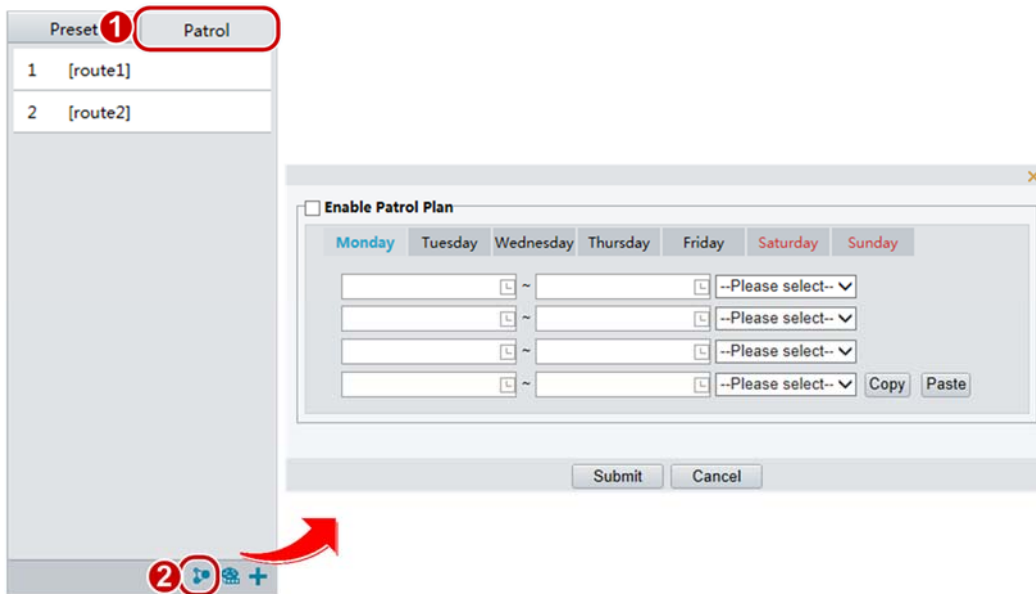 Preset 1 Patrol
1 [route1]
2 [route2]
Enable Patrol Plan
Monday Tuesday Wednesday Thursday Friday Saturday Sunday
~ --Please select--
~ --Please select--
~ --Please select--
~ --Please select-- Copy Paste
Submit Cancel
2